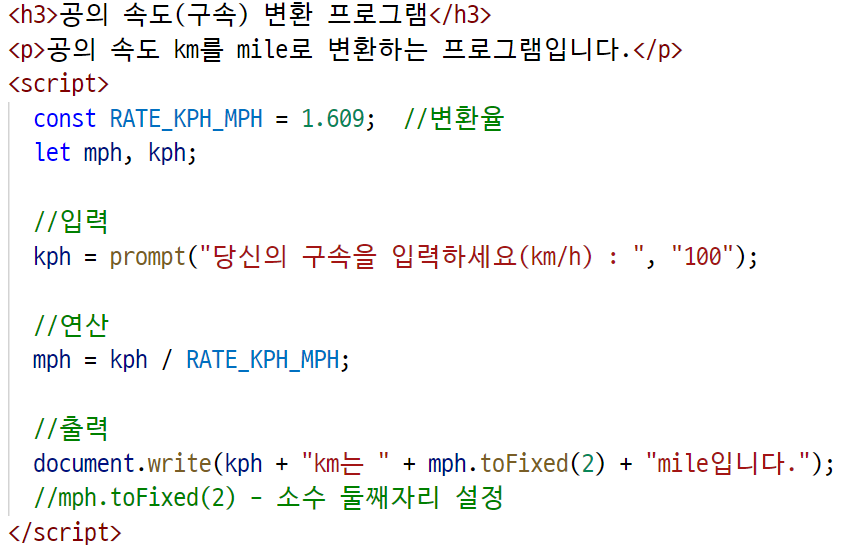 <h3>공의 속도(구속) 변환 프로그램</h3>
<p>공의 속도 km를 mile로 변환하는 프로그램입니다.</p>
<script>
const RATE_KPH_MPH = 1.609;  //변환율
let mph, kph;
//입력
kph = prompt("당신의 구속을 입력하세요(km/h) : ", "100");
//연산
mph = kph / RATE_KPH_MPH;
//출력
document.write(kph + "km는 " + mph.toFixed(2) + "mile입니다.");
//mph.toFixed(2) - 소수 둘째자리 설정
</script>